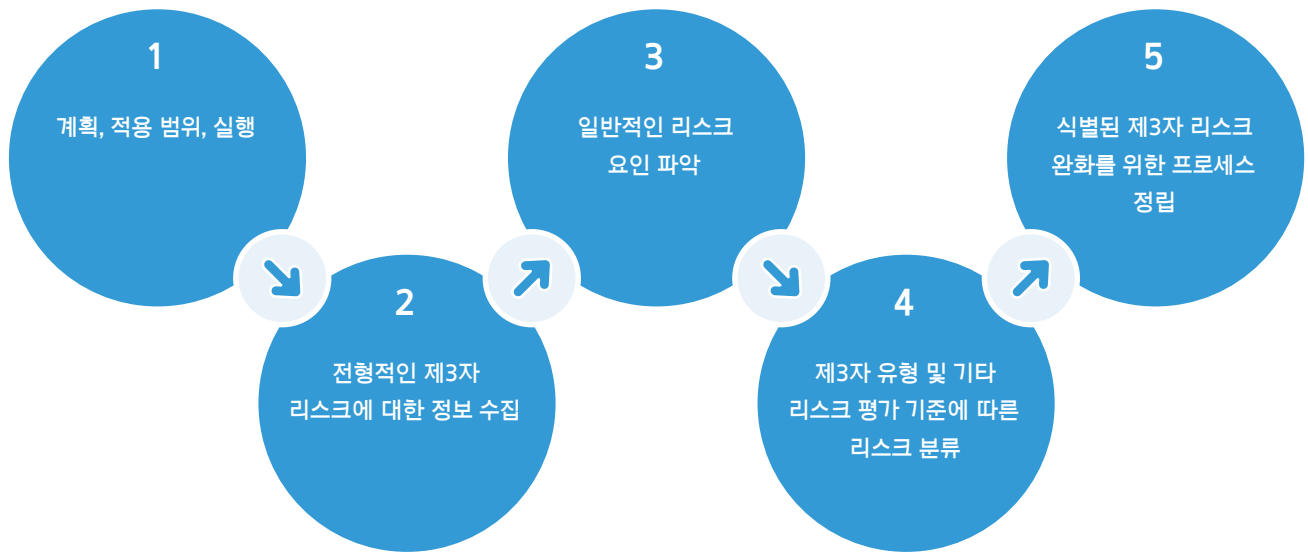 1
계획, 적용 범위, 실행
2
전형적인 제3자
리스크에 대한 정보 수집
3
일반적인 리스크
요인 파악
4
제3자 유형 및 기타
리스크 평가 기준에 따른
리스크 분류
5
식별된 제3자 리스크
완화를 위한 프로세스
정립